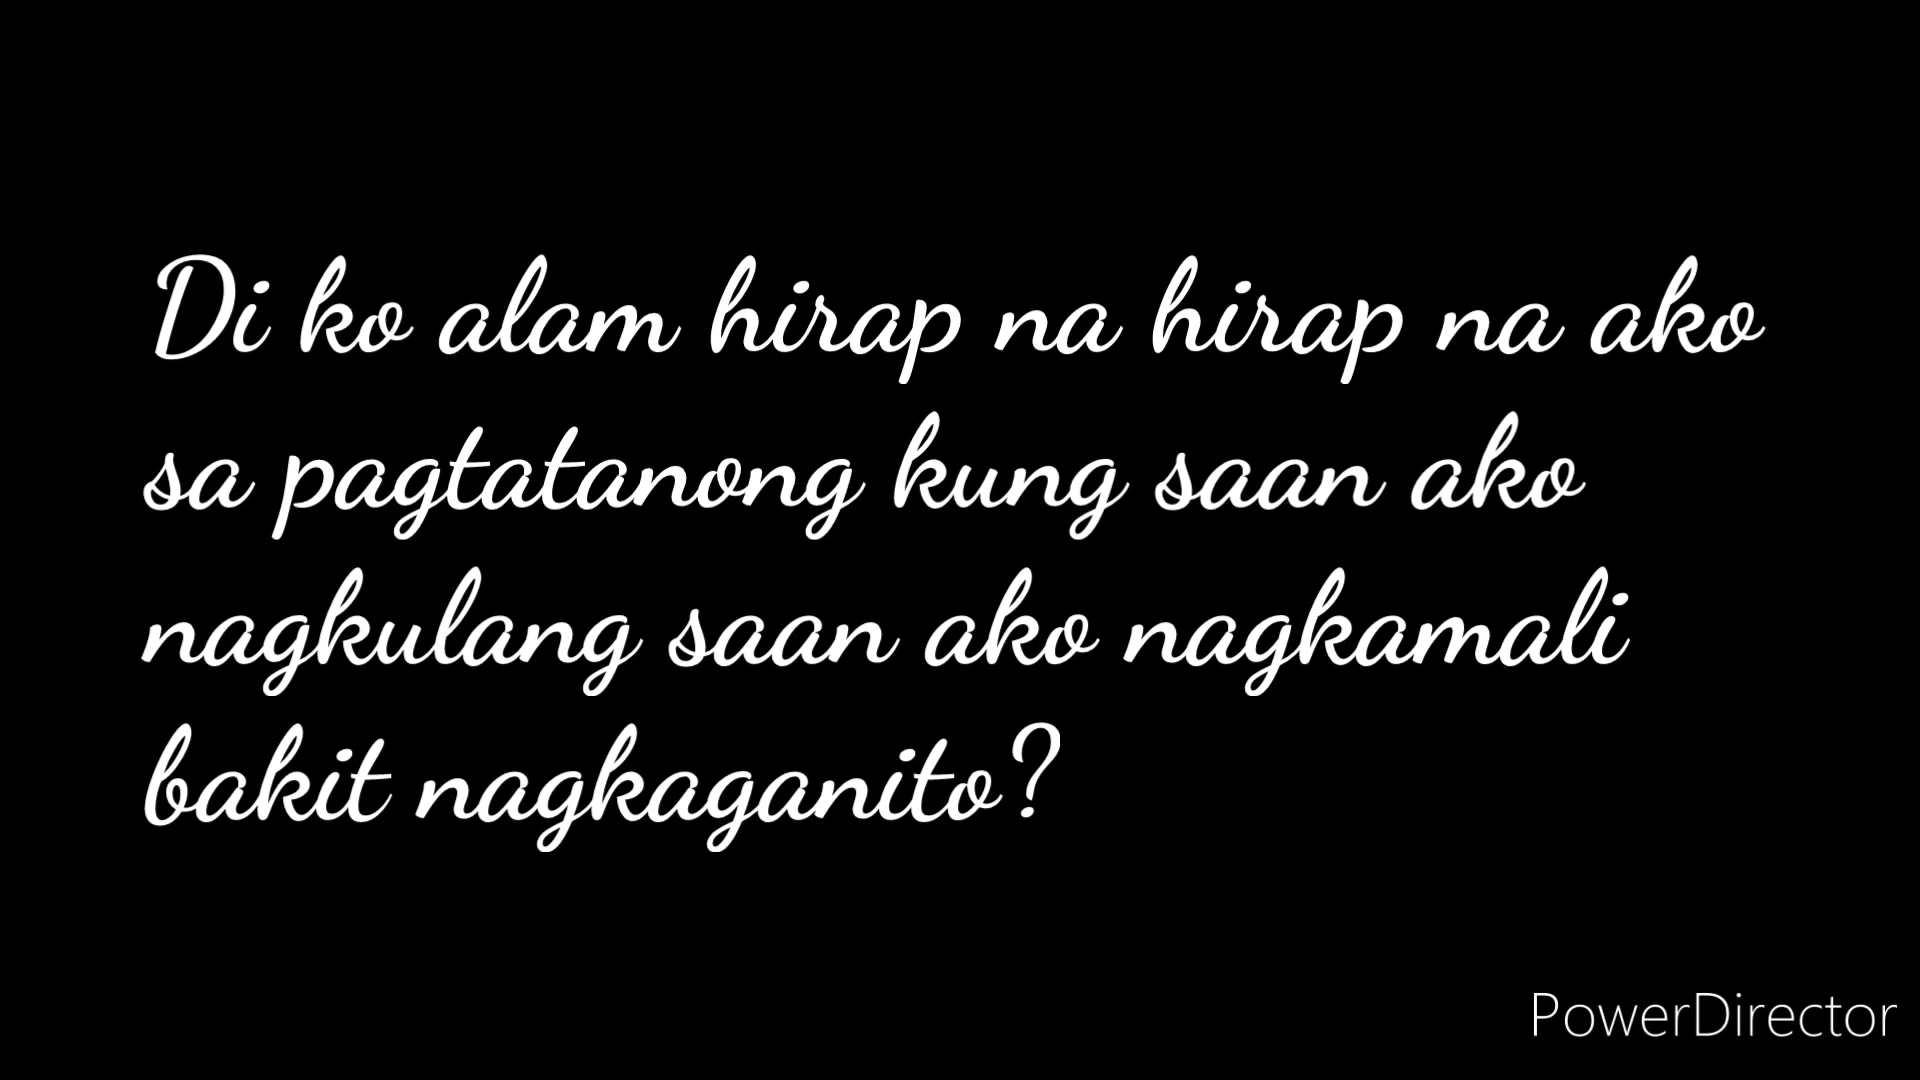 Di ko alam hirap na hirap na ako
sa pagtatanong kung saan ako
nagkulang saan ako nagkamali
bakit nagkaganito?
PowerDirector